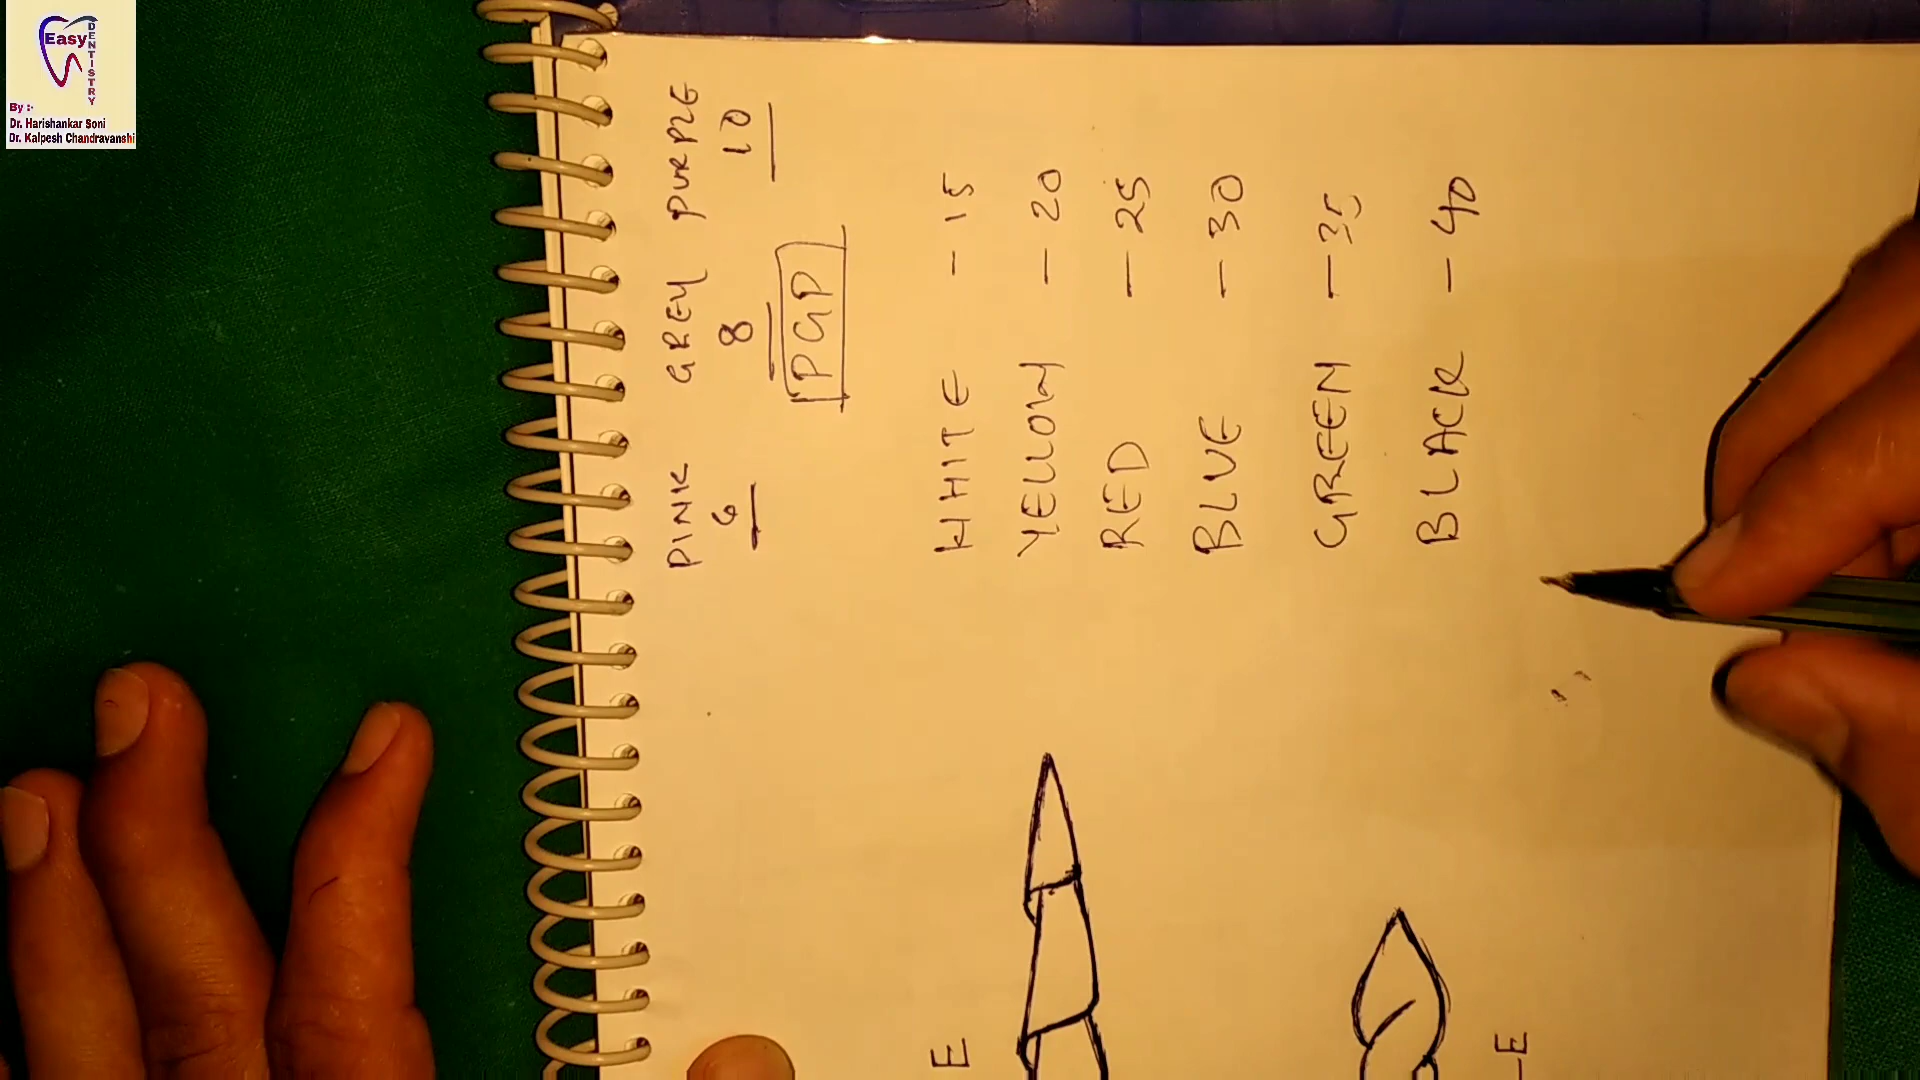 Easy
DENTISTRY
By :-
Dr. Harishankar Soni
Dr. Kalpesh Chandravanshi
PINK GREY PURPLE
6 8 10
PGP
WHITE - 15
YELLOW - 20
RED - 25
BLUE - 30
GREEN - 35
BLACK - 40
E
-E